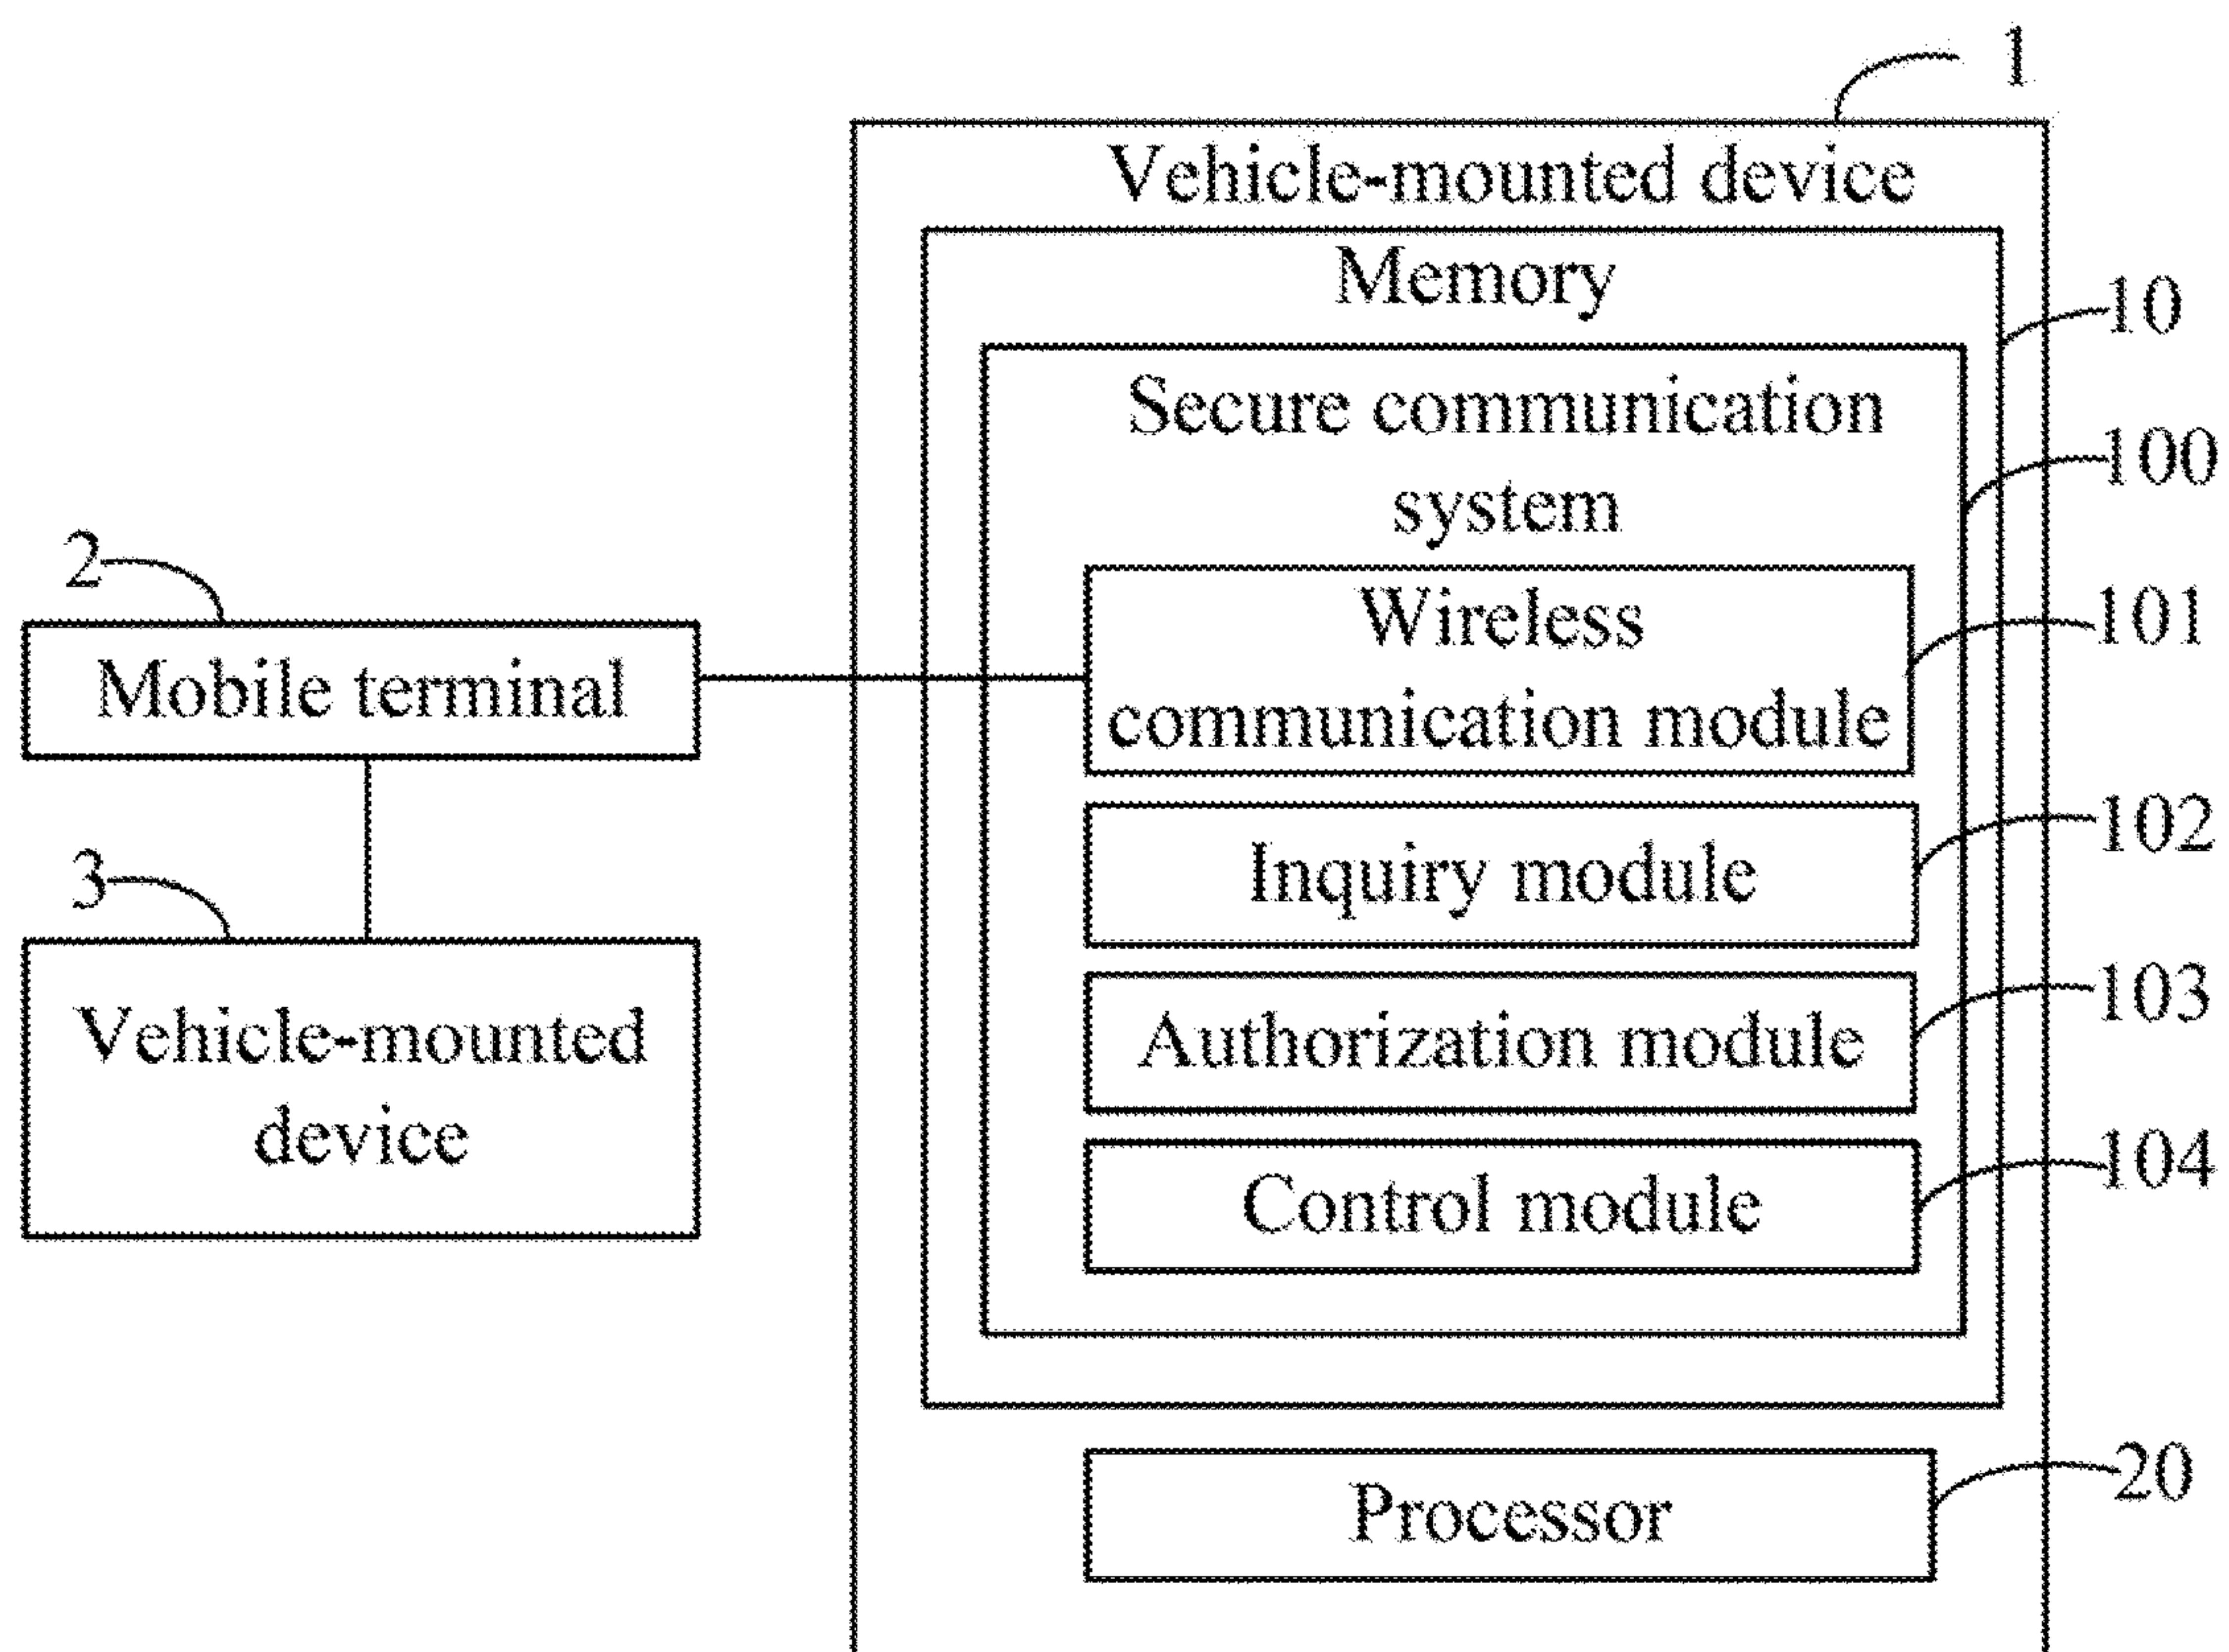 1
Vehicle-mounted device
Memory
10
Secure communication
system
100
Wireless
communication module
101
2
Mobile terminal
Inquiry module
102
3
Vehicle-mounted
device
Authorization module
103
Control module
104
Processor
20